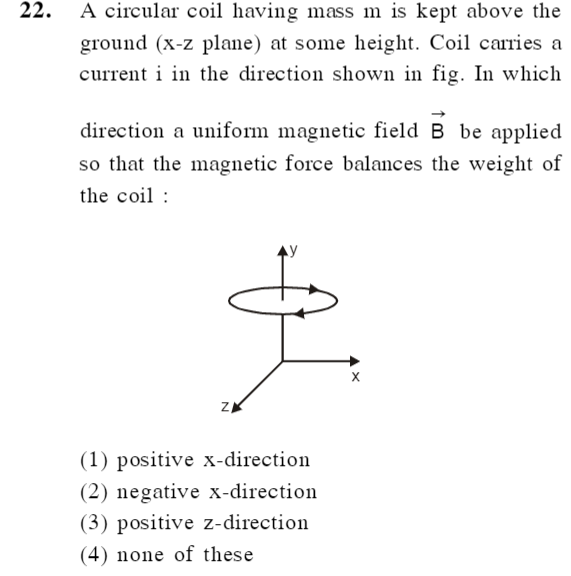 22. A circular coil having mass m is kept above the
ground (x-z plane) at some height. Coil carries a
current i in the direction shown in fig. In which
direction a uniform magnetic field B⃗ be applied
so that the magnetic force balances the weight of
the coil :
y
x
z
(1) positive x-direction
(2) negative x-direction
(3) positive z-direction
(4) none of these